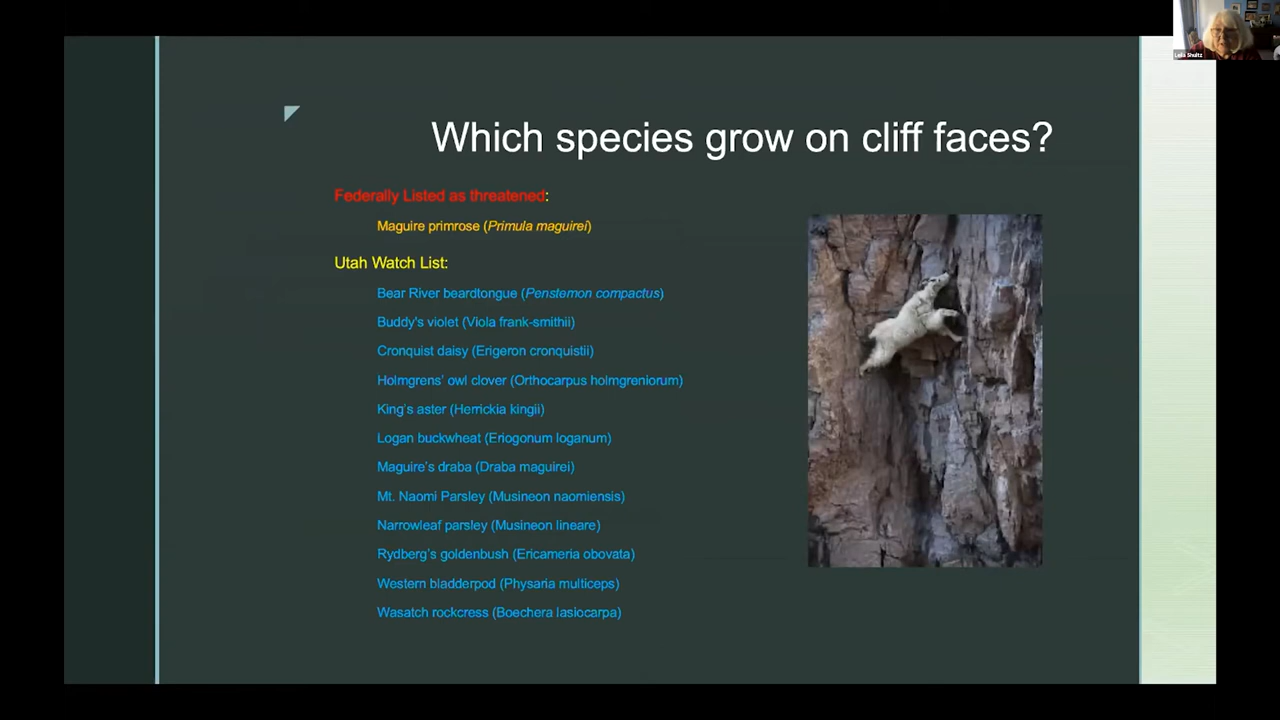 Leila Shultz
Which species grow on cliff faces?
Federally Listed as threatened:
Maguire primrose (Primula maguirei)
Utah Watch List:
Bear River beardtongue (Penstemon compactus)
Buddy's violet (Viola frank-smithii)
Cronquist daisy (Erigeron cronquistii)
Holmgrens' owl clover (Orthocarpus holmgreniorum)
King's aster (Herrickia kingii)
Logan buckwheat (Eriogonum loganum)
Maguire's draba (Draba maguirei)
Mt. Naomi Parsley (Musineon naomiensis)
Narrowleaf parsley (Musineon lineare)
Rydberg's goldenbush (Ericameria obovata)
Western bladderpod (Physaria multiceps)
Wasatch rockcress (Boechera lasiocarpa)